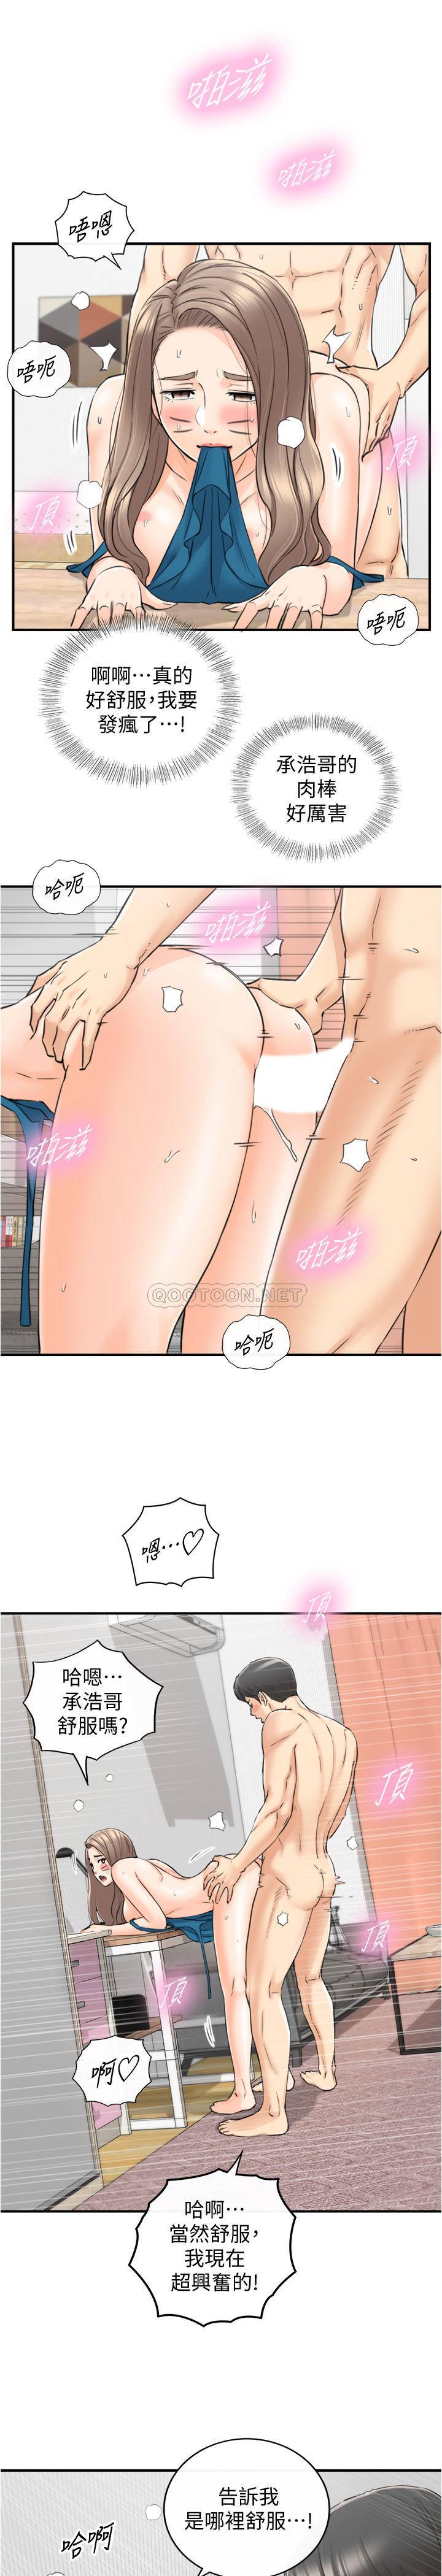 啪滋
啪滋
唔嗯
唔呃
頂
頂
唔呃
啊啊⋯真的
好舒服,我要
發瘋了⋯!
承浩哥的
肉棒
好厲害
哈呃
啪滋
啪滋
啪滋
QOOTOON.NET
哈呃
嗯⋯♡
頂
哈嗯⋯
承浩哥
舒服嗎?
頂
頂
頂
啊♡
哈啊⋯
當然舒服,
我現在
超興奮的!
告訴我
是哪裡舒服⋯!
哈啊